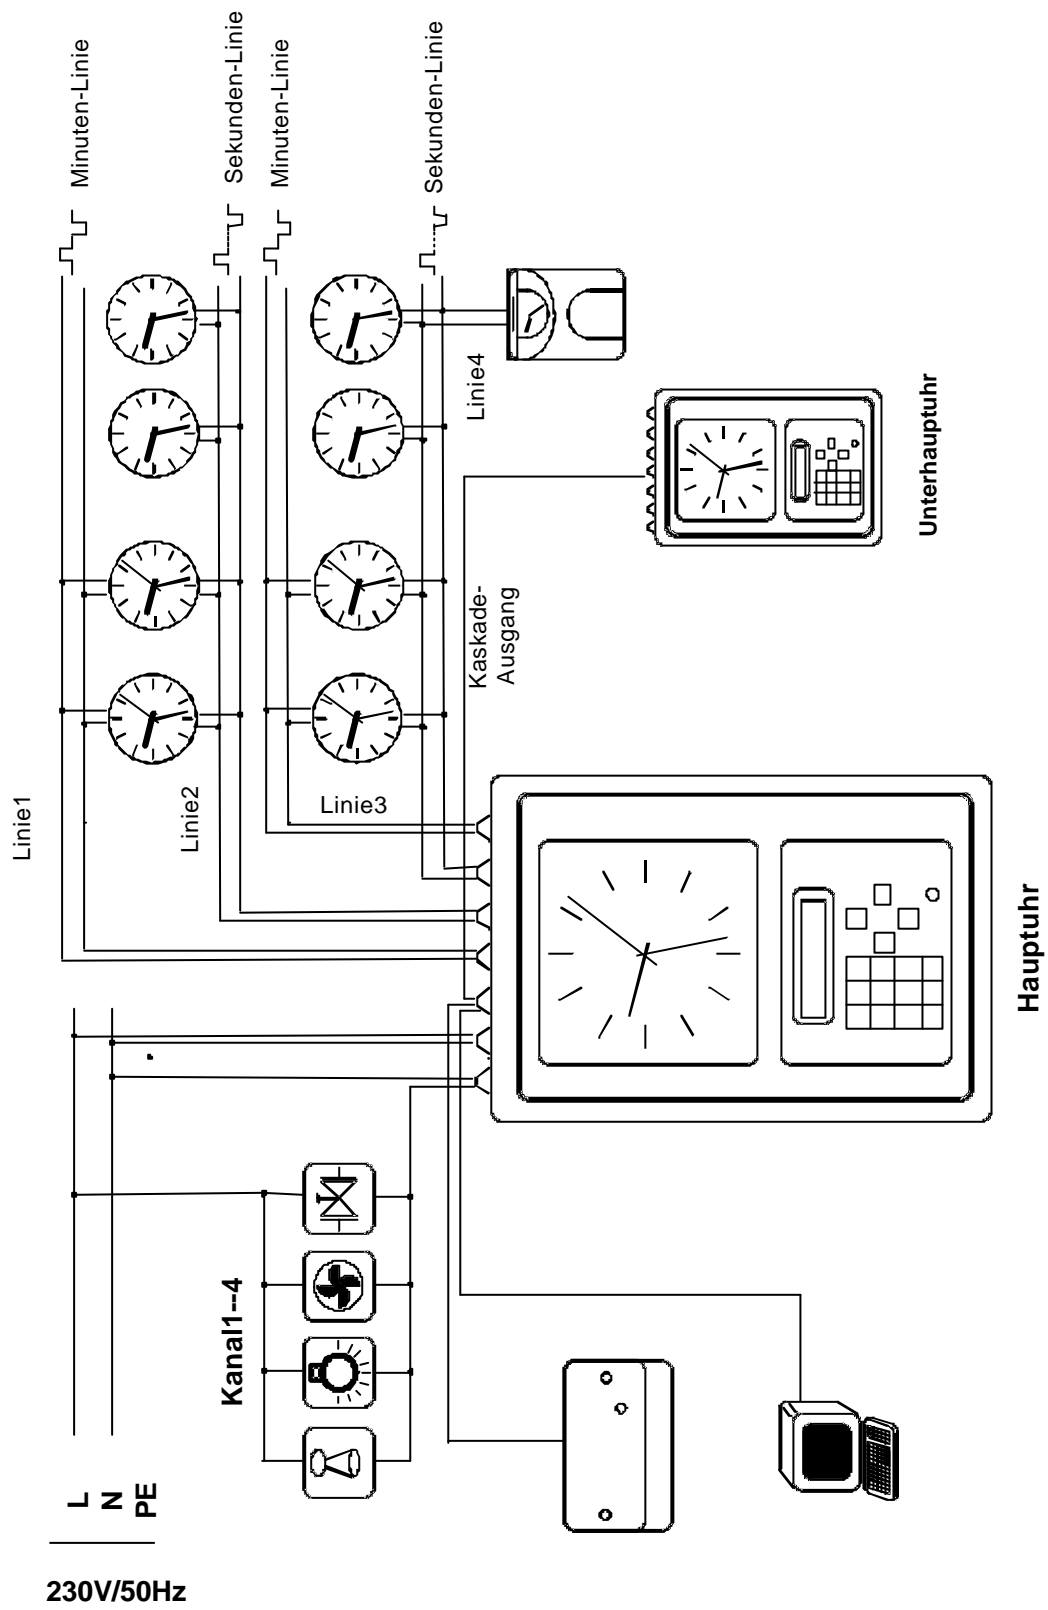 Minuten-Linie
Sekunden-Linie
Minuten-Linie
Sekunden-Linie
Linie1
Linie2
Linie3
Linie4
Kaskade-
Ausgang
Unterhauptuhr
Hauptuhr
Kanal1--4
L
N
PE
230V/50Hz